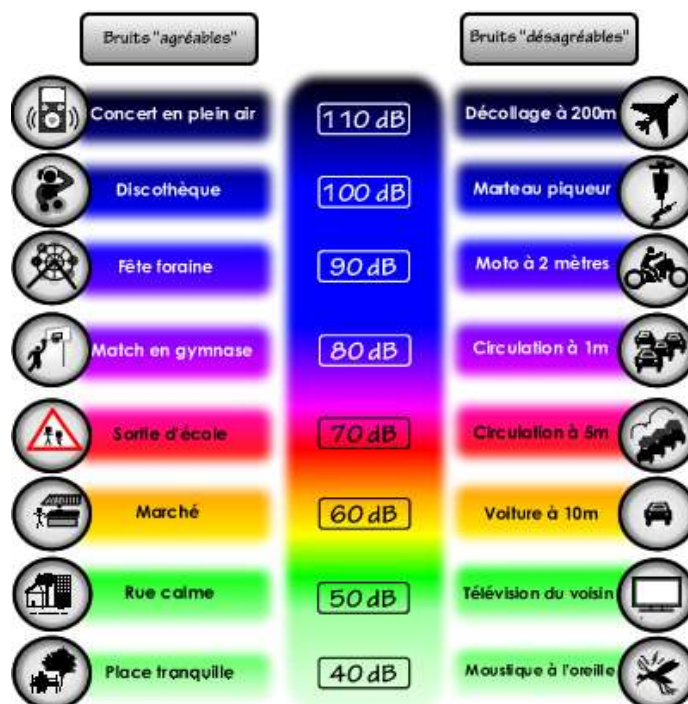 Bruits "agréables"
Bruits "désagréables"
Concert en plein air
110 dB
Décollage à 200m
Discothèque
100 dB
Marteau piqueur
Fête foraine
90 dB
Moto à 2 mètres
Match en gymnase
80 dB
Circulation à 1m
Sortie d'école
70 dB
Circulation à 5m
Marché
60 dB
Voiture à 10m
Rue calme
50 dB
Télévision du voisin
Place tranquille
40 dB
Moustique à l'oreille